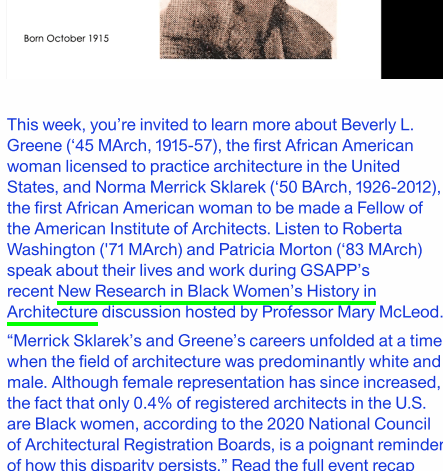 Born October 1915
This week, you’re invited to learn more about Beverly L.
Greene (‘45 MArch, 1915-57), the first African American
woman licensed to practice architecture in the United
States, and Norma Merrick Sklarek (‘50 BArch, 1926-2012),
the first African American woman to be made a Fellow of
the American Institute of Architects. Listen to Roberta
Washington ('71 MArch) and Patricia Morton (‘83 MArch)
speak about their lives and work during GSAPP’s
recent New Research in Black Women’s History in
Architecture discussion hosted by Professor Mary McLeod.
“Merrick Sklarek’s and Greene’s careers unfolded at a time
when the field of architecture was predominantly white and
male. Although female representation has since increased,
the fact that only 0.4% of registered architects in the U.S.
are Black women, according to the 2020 National Council
of Architectural Registration Boards, is a poignant reminder
of how this disparity persists.” Read the full event recap